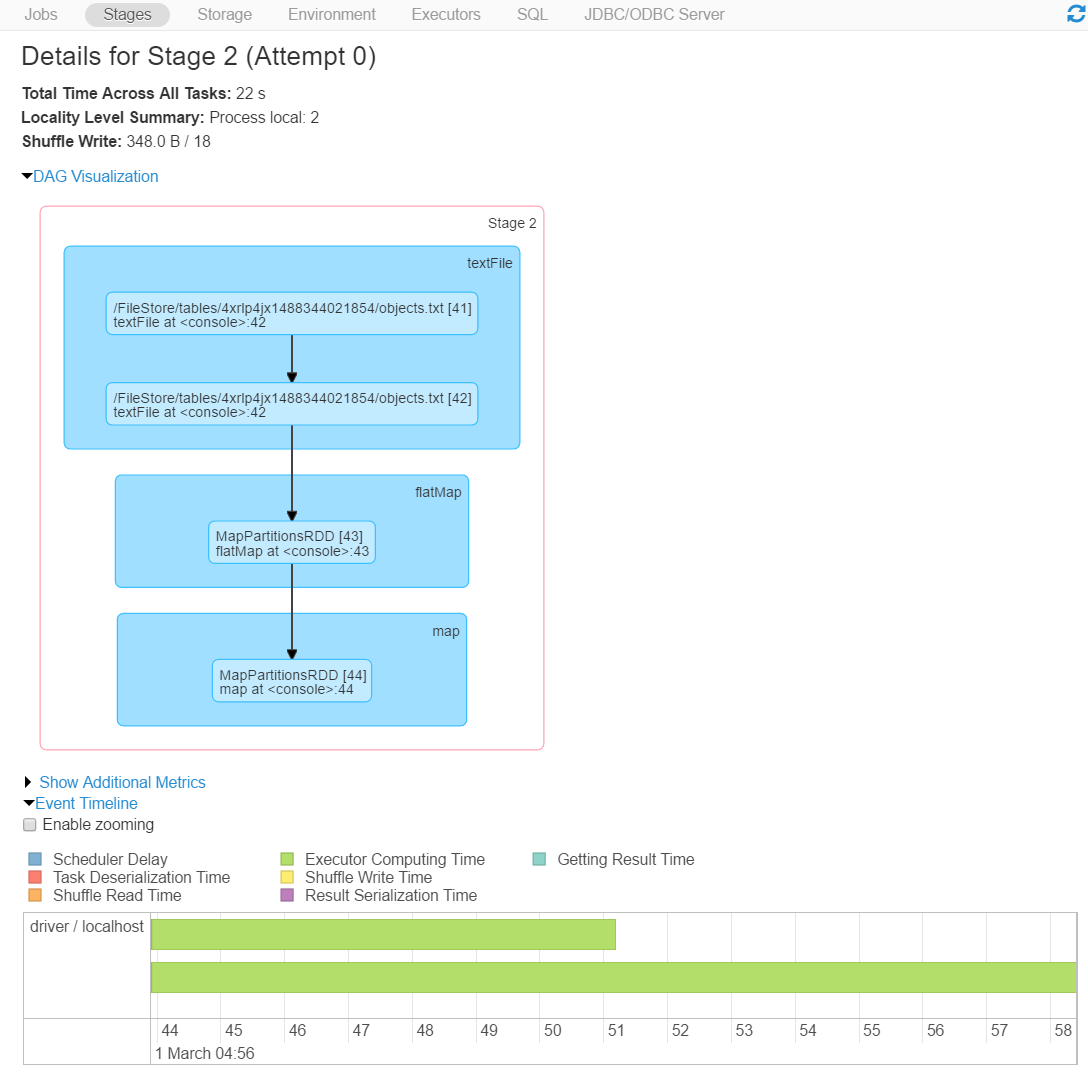 Jobs Stages Storage Environment Executors SQL JDBC/ODBC Server
Details for Stage 2 (Attempt 0)
Total Time Across All Tasks: 22 s
Locality Level Summary: Process local: 2
Shuffle Write: 348.0 B / 18
DAG Visualization
Stage 2
textFile
/FileStore/tables/4xrlp4jx1488344021854/objects.txt [41]
textFile at <console>:42
/FileStore/tables/4xrlp4jx1488344021854/objects.txt [42]
textFile at <console>:42
flatMap
MapPartitionsRDD [43]
flatMap at <console>:43
map
MapPartitionsRDD [44]
map at <console>:44
Show Additional Metrics
Event Timeline
Enable zooming
Scheduler Delay Executor Computing Time Getting Result Time
Task Deserialization Time Shuffle Write Time
Shuffle Read Time Result Serialization Time
driver / localhost
44 45 46 47 48 49 50 51 52 53 54 55 56 57 58
1 March 04:56